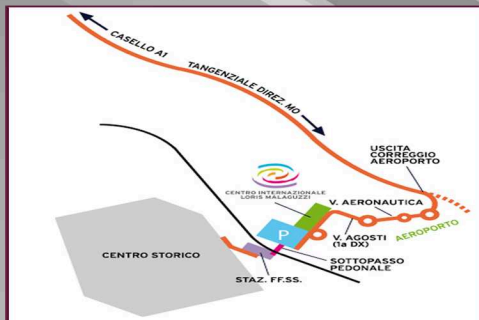 CASELLO A1
TANGENZIALE DIREZ. MO
USCITA
CORREGGIO
AEROPORTO
CENTRO INTERNAZIONALE
LORIS MALAGUZZI
V. AERONAUTICA
P
V. AGOSTI
(1a DX)
AEROPORTO
CENTRO STORICO
SOTTOPASSO
PEDONALE
STAZ. FF.SS.